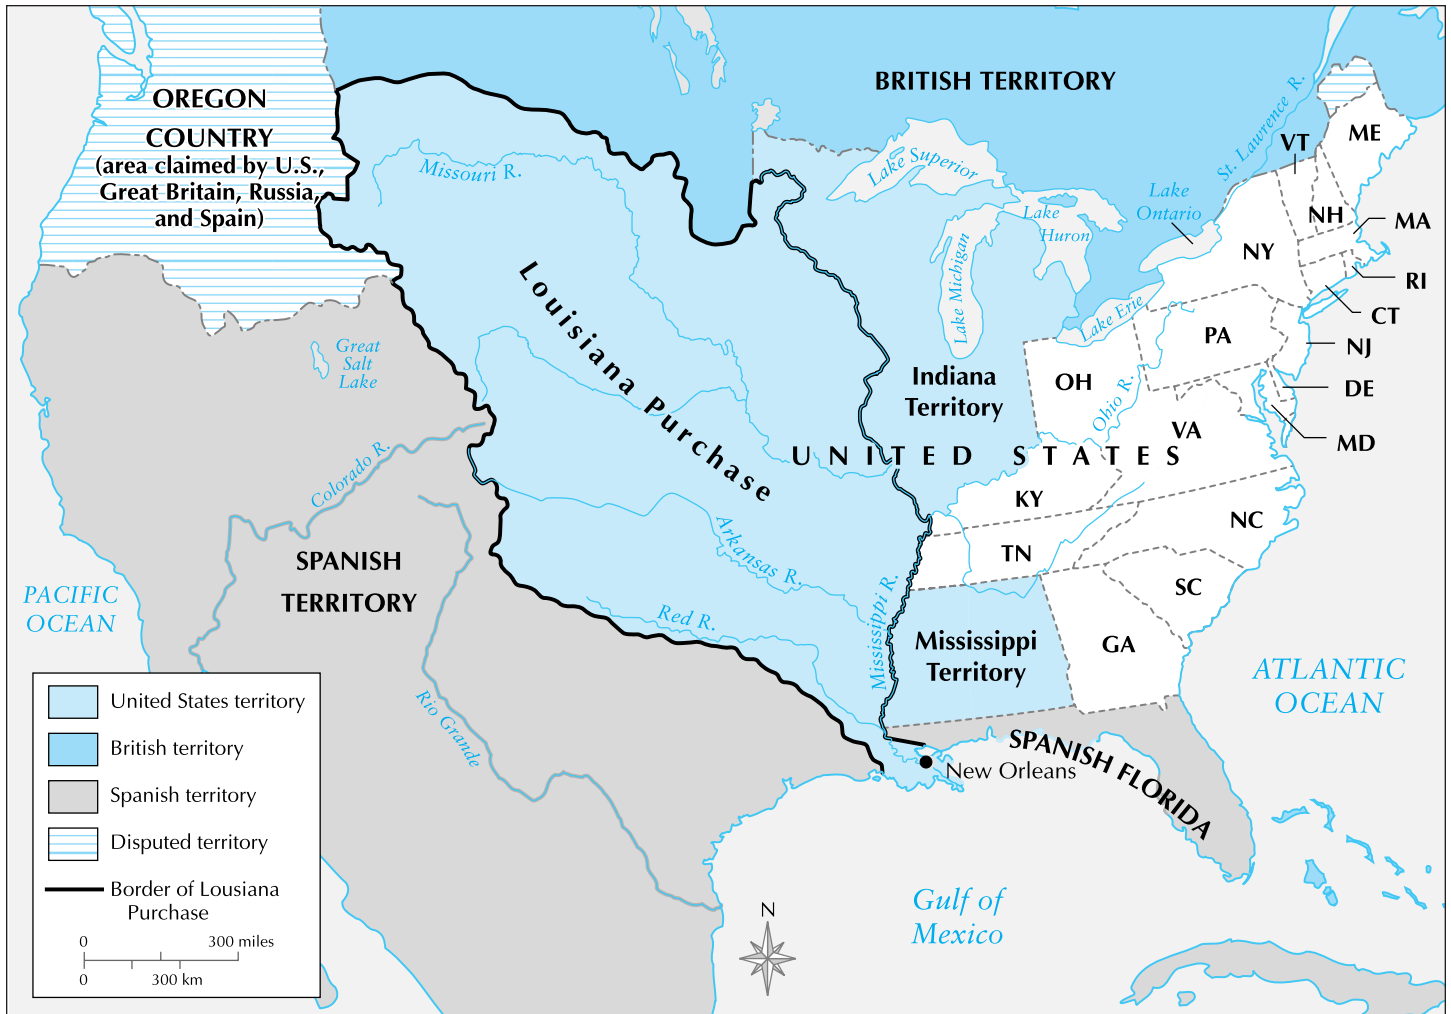 BRITISH TERRITORY
OREGON
COUNTRY
(area claimed by U.S.,
Great Britain, Russia,
and Spain)
Missouri R.
Lake Superior
St. Lawrence R.
VT
ME
Lake
Ontario
Lake
Huron
Lake Michigan
NH
MA
NY
RI
CT
Lake Erie
PA
NJ
DE
MD
Louisiana Purchase
Great
Salt
Lake
Indiana
Territory
OH
Ohio R.
VA
UNITED STATES
Colorado R.
KY
NC
TN
SC
GA
Arkansas R.
SPANISH
TERRITORY
PACIFIC
OCEAN
Red R.
Mississippi R.
Mississippi
Territory
ATLANTIC
OCEAN
Rio Grande
SPANISH FLORIDA
New Orleans
Gulf of
Mexico
N
United States territory
British territory
Spanish territory
Disputed territory
Border of Lousiana
Purchase
0 300 miles
0 300 km